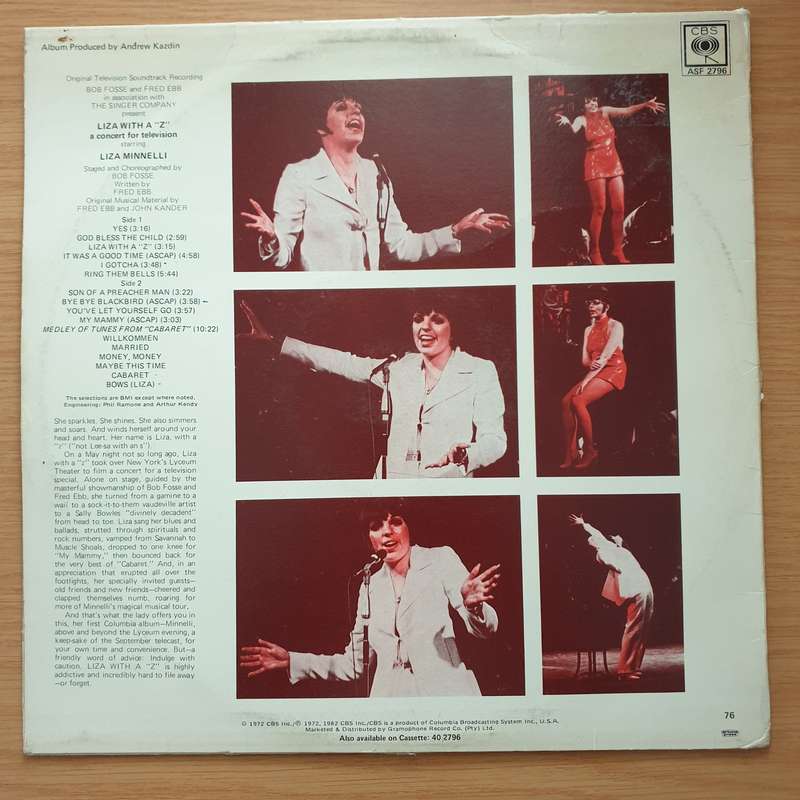 Album Produced by Andrew Kazdin
CBS
ASF 2796
Original Television Soundtrack Recording
BOB FOSSE and FRED EBB
in association with
THE SINGER COMPANY
present
LIZA WITH A "Z"
a concert for television
starring
LIZA MINNELLI
Staged and Choreographed by
BOB FOSSE
Written by
FRED EBB
Original Musical Material by
FRED EBB and JOHN KANDER
Side 1
YES (3:16)
GOD BLESS THE CHILD (2:59)
LIZA WITH A "Z" (3:15)
IT WAS A GOOD TIME (ASCAP) (4:58)
I GOTCHA (3:48)
RING THEM BELLS (5:44)
Side 2
SON OF A PREACHER MAN (3:22)
BYE BYE BLACKBIRD (ASCAP) (3:58)
YOU'VE LET YOURSELF GO (3:57)
MY MAMMY (ASCAP) (3:03)
MEDLEY OF TUNES FROM "CABARET" (10:22)
WILLKOMMEN
MARRIED
MONEY, MONEY
MAYBE THIS TIME
CABARET
BOWS (LIZA)
The selections are BMI except where noted.
Engineering: Phil Ramone and Arthur Kendy
She sparkles. She shines. She also simmers
and soars. And winds herself around your
head and heart. Her name is Liza, with a
"z" ("not Lee-sa with an s").
On a May night not so long ago, Liza
with a "z" took over New York's Lyceum
Theater to film a concert for a television
special. Alone on stage, guided by the
masterful showmanship of Bob Fosse and
Fred Ebb, she turned from a gamine to a
waif to a sock-it-to-them vaudeville artist
to a Sally Bowles "divinely decadent"
from head to toe. Liza sang her blues and
ballads, strutted through spirituals and
rock numbers, vamped from Savannah to
Muscle Shoals, dropped to one knee for
"My Mammy," then bounced back for
the very best of "Cabaret." And, in an
appreciation that erupted all over the
footlights, her specially invited guests—
old friends and new friends—cheered and
clapped themselves numb, roaring for
more of Minnelli's magical musical tour.
And that's what the lady offers you in
this, her first Columbia album—Minnelli,
above and beyond the Lyceum evening, a
keep-sake of the September telecast, for
your own time and convenience. But—a
friendly word of advice: Indulge with
caution. LIZA WITH A "Z" is highly
addictive and incredibly hard to file away
—or forget.
© 1972 CBS Inc./℗ 1972, 1982 CBS Inc./CBS is a product of Columbia Broadcasting System Inc., U.S.A.
Marketed & Distributed by Gramophone Record Co. (Pty) Ltd.
Also available on Cassette: 40 2796
76